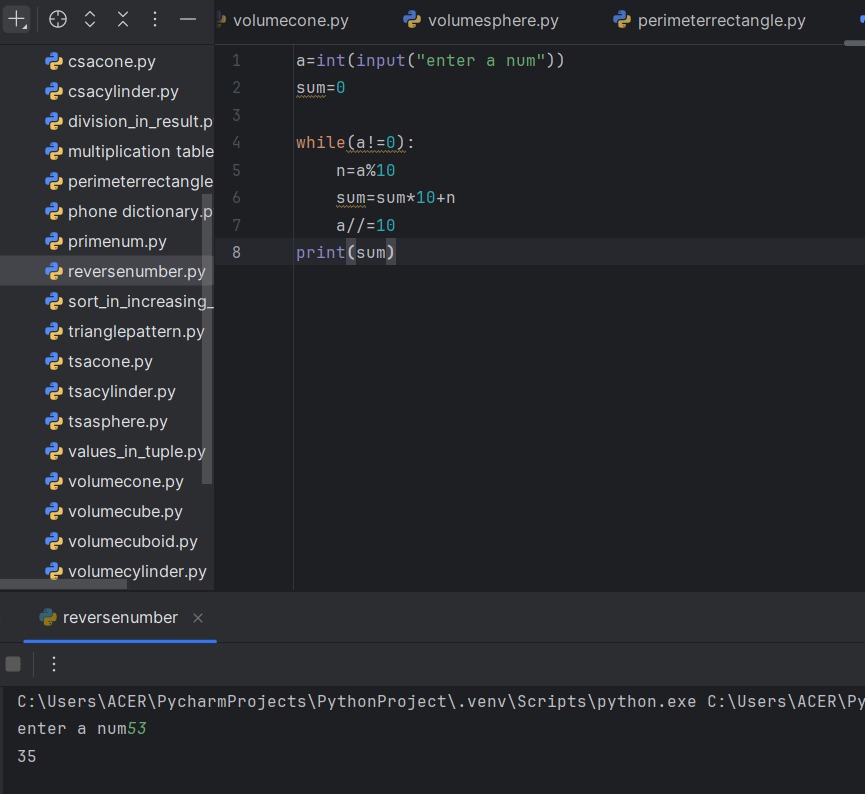 volumecone.py volumesphere.py perimeterrectangle.py
csacone.py
csacylinder.py
division_in_result.p
multiplication table
perimeterrectangle
phone dictionary.p
primenum.py
reversenumber.py
sort_in_increasing_
trianglepattern.py
tsacone.py
tsacylinder.py
tsasphere.py
values_in_tuple.py
volumecone.py
volumecube.py
volumecuboid.py
volumecylinder.py
1 a=int(input("enter a num"))
2 sum=0
3
4 while(a!=0):
5     n=a%10
6     sum=sum*10+n
7     a//=10
8 print(sum)
reversenumber
C:\Users\ACER\PycharmProjects\PythonProject\.venv\Scripts\python.exe C:\Users\ACER\Py
enter a num53
35